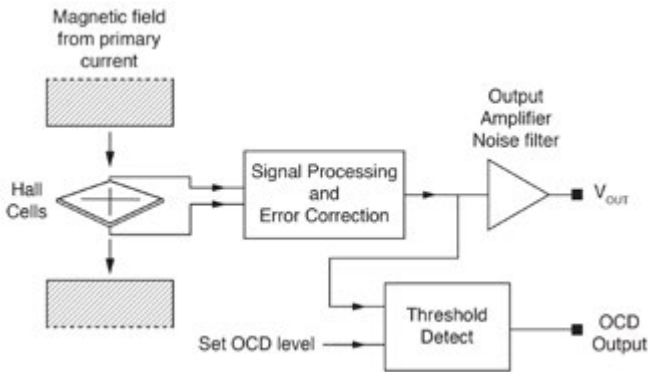 Magnetic field
from primary
current
Output
Amplifier
Noise filter
Hall
Cells
Signal Processing
and
Error Correction
VOUT
Threshold
Detect
Set OCD level
OCD
Output